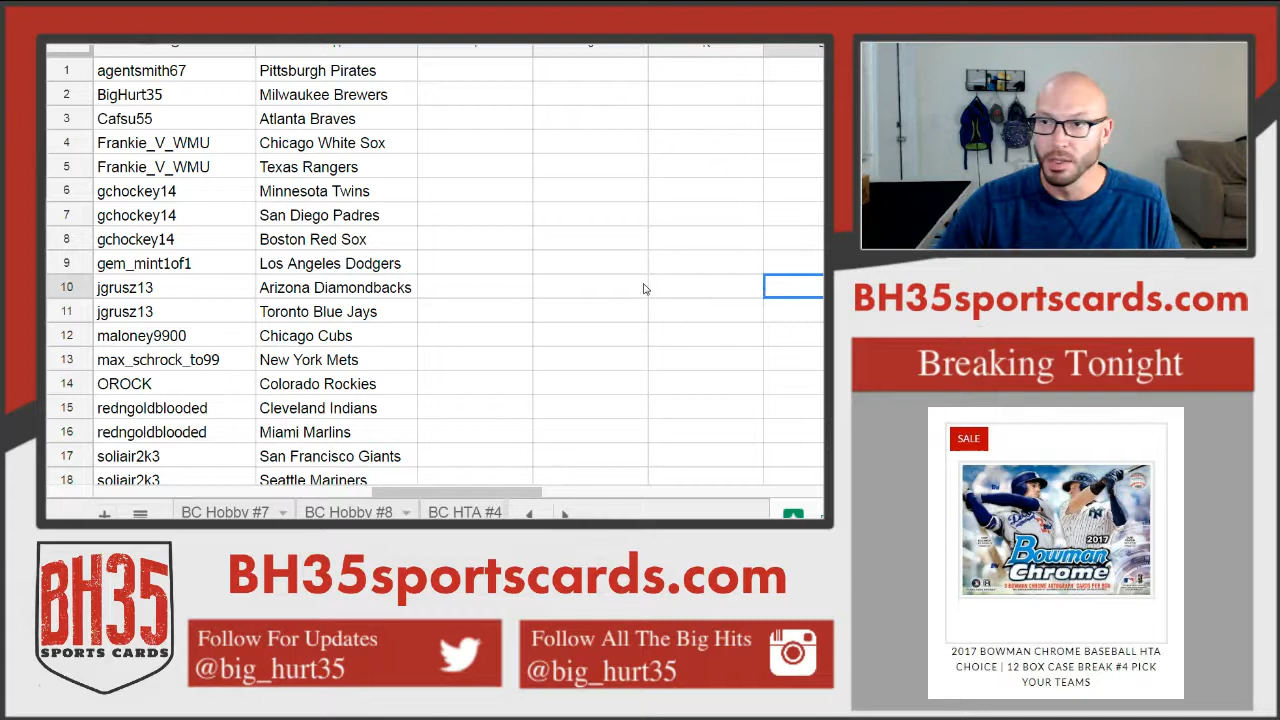 1 agentsmith67 Pittsburgh Pirates
2 BigHurt35 Milwaukee Brewers
3 Cafsu55 Atlanta Braves
4 Frankie_V_WMU Chicago White Sox
5 Frankie_V_WMU Texas Rangers
6 gchockey14 Minnesota Twins
7 gchockey14 San Diego Padres
8 gchockey14 Boston Red Sox
9 gem_mint1of1 Los Angeles Dodgers
10 jgrusz13 Arizona Diamondbacks
11 jgrusz13 Toronto Blue Jays
12 maloney9900 Chicago Cubs
13 max_schrock_to99 New York Mets
14 OROCK Colorado Rockies
15 redngoldblooded Cleveland Indians
16 redngoldblooded Miami Marlins
17 soliair2k3 San Francisco Giants
18 soliair2k3 Seattle Mariners
BC Hobby #7 BC Hobby #8 BC HTA #4
BH35sportscards.com
Breaking Tonight
SALE
2017
Bowman
Chrome
2017 BOWMAN CHROME BASEBALL HTA
CHOICE | 12 BOX CASE BREAK #4 PICK
YOUR TEAMS
BH35
SPORTS CARDS
BH35sportscards.com
Follow For Updates
@big_hurt35
Follow All The Big Hits
@big_hurt35